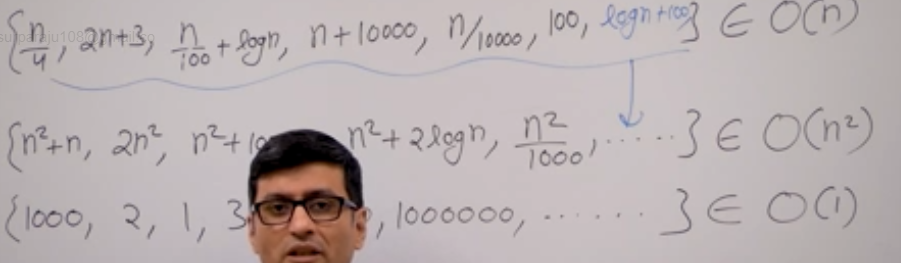 {n/4, 2n+3, n/100 + logn, n+10000, n/10000, 100, logn+100} ∈ O(n)
{n²+n, 2n², n²+10 n²+2logn, n²/1000, ......} ∈ O(n²)
{1000, 2, 1, 3 , 1000000, ......} ∈ O(1)